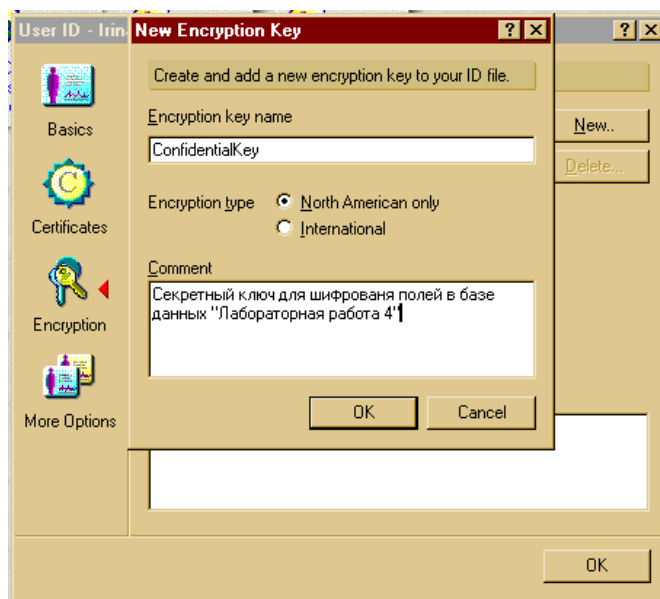 User ID - Irin
New Encryption Key
Create and add a new encryption key to your ID file.
Basics
Encryption key name
New..
ConfidentialKey
Delete...
Certificates
Encryption type
North American only
International
Comment
Секретный ключ для шифрованя полей в базе
данных "Лабораторная работа 4"
Encryption
OK
Cancel
More Options
OK